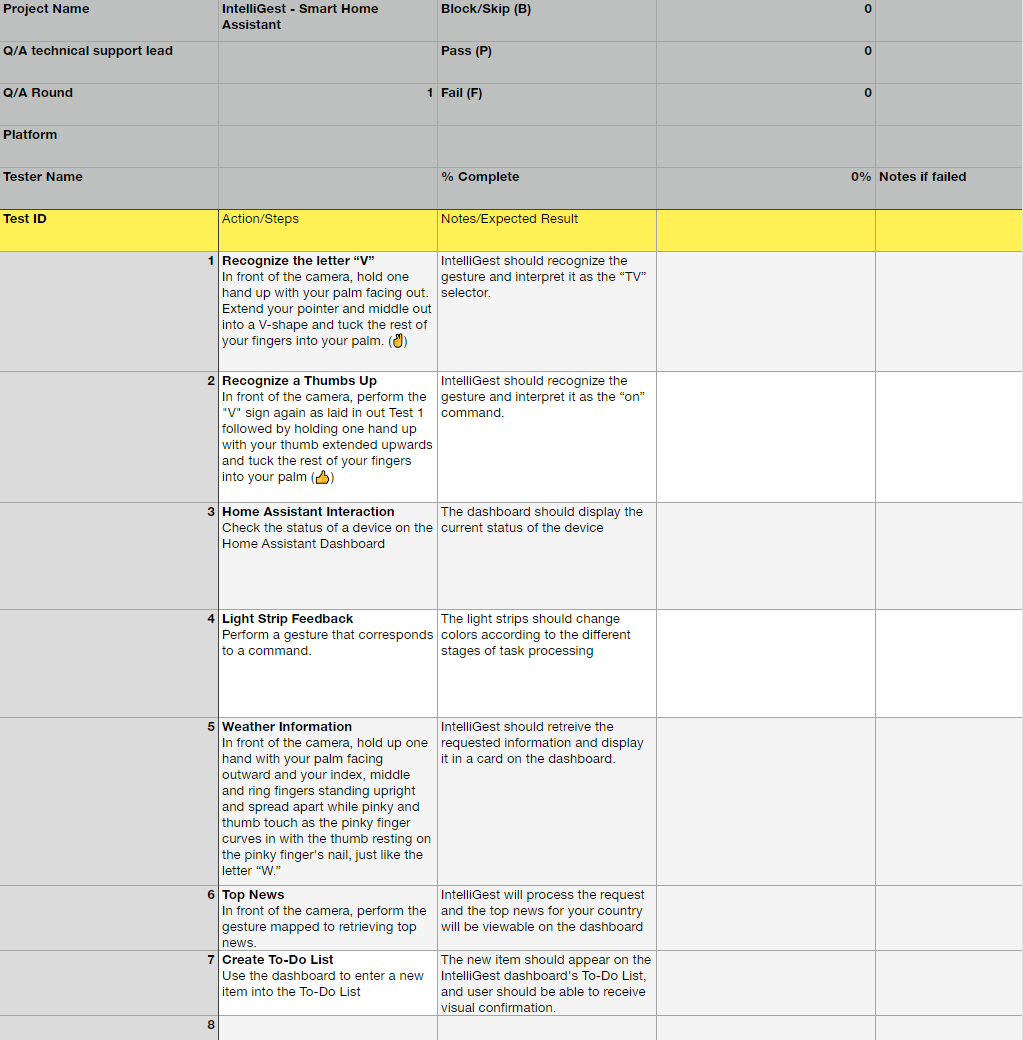 Project Name
IntelliGest - Smart Home
Assistant
Block/Skip (B)
0
Q/A technical support lead
Pass (P)
0
Q/A Round
1
Fail (F)
0
Platform
Tester Name
% Complete
0%
Notes if failed
Test ID
Action/Steps
Notes/Expected Result
1
Recognize the letter “V”
In front of the camera, hold one
hand up with your palm facing out.
Extend your pointer and middle out
into a V-shape and tuck the rest of
your fingers into your palm. (✌️)
IntelliGest should recognize the
gesture and interpret it as the “TV”
selector.
2
Recognize a Thumbs Up
In front of the camera, perform the
"V" sign again as laid in out Test 1
followed by holding one hand up
with your thumb extended upwards
and tuck the rest of your fingers
into your palm (👍)
IntelliGest should recognize the
gesture and interpret it as the “on”
command.
3
Home Assistant Interaction
Check the status of a device on the
Home Assistant Dashboard
The dashboard should display the
current status of the device
4
Light Strip Feedback
Perform a gesture that corresponds
to a command.
The light strips should change
colors according to the different
stages of task processing
5
Weather Information
In front of the camera, hold up one
hand with your palm facing
outward and your index, middle
and ring fingers standing upright
and spread apart while pinky and
thumb touch as the pinky finger
curves in with the thumb resting on
the pinky finger's nail, just like the
letter “W.”
IntelliGest should retreive the
requested information and display
it in a card on the dashboard.
6
Top News
In front of the camera, perform the
gesture mapped to retrieving top
news.
IntelliGest will process the request
and the top news for your country
will be viewable on the dashboard
7
Create To-Do List
Use the dashboard to enter a new
item into the To-Do List
The new item should appear on the
IntelliGest dashboard's To-Do List,
and user should be able to receive
visual confirmation.
8